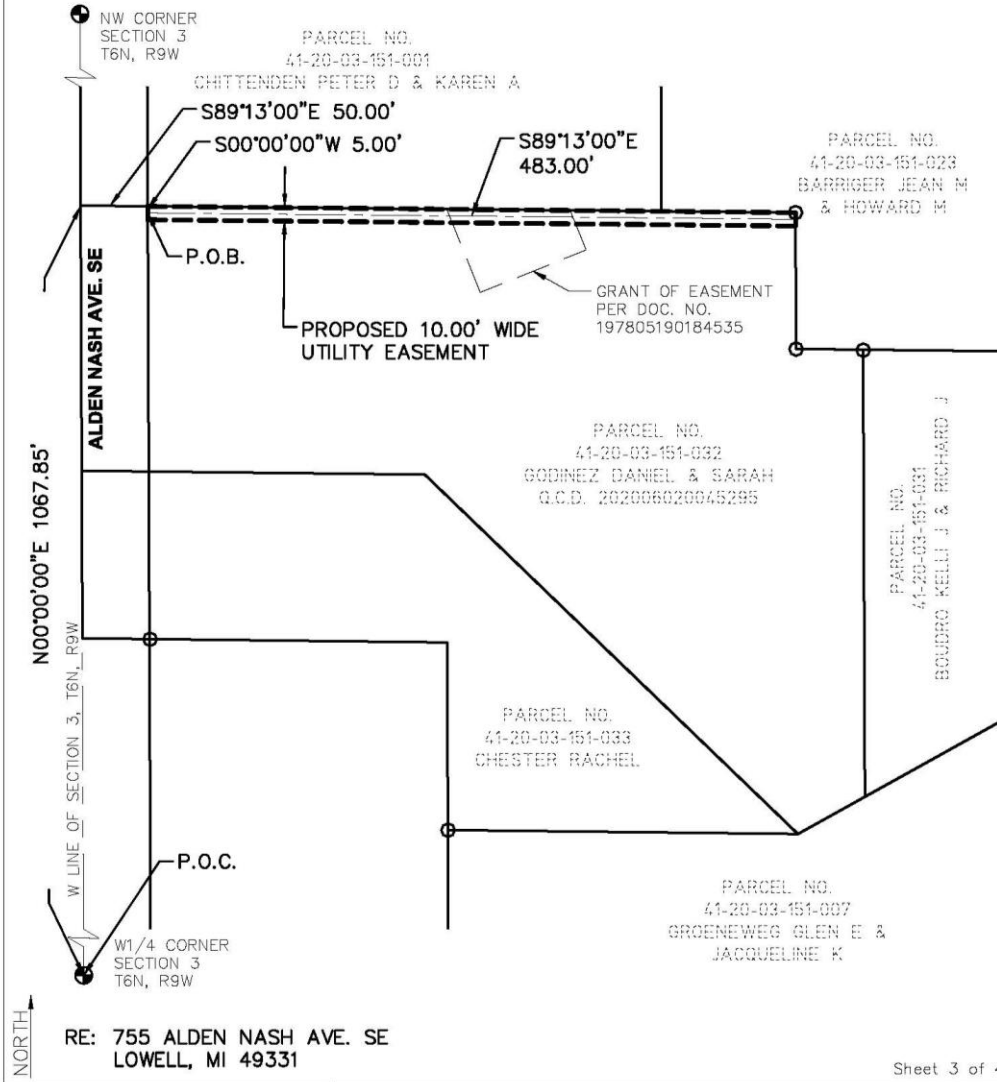 NW CORNER
SECTION 3
T6N, R9W
PARCEL NO.
41-20-03-151-001
CHITTENDEN PETER D & KAREN A
S89°13'00"E 50.00'
S00°00'00"W 5.00'
S89°13'00"E
483.00'
PARCEL NO.
41-20-03-151-023
BARRIGER JEAN M
& HOWARD M
P.O.B.
GRANT OF EASEMENT
PER DOC. NO.
197805190184535
PROPOSED 10.00' WIDE
UTILITY EASEMENT
ALDEN NASH AVE. SE
N00°00'00"E 1067.85'
PARCEL NO.
41-20-03-151-032
GODINEZ DANIEL & SARAH
Q.C.D. 202006020045295
PARCEL NO.
41-20-03-151-031
BOUDRO KELLI J & RICHARD J
W LINE OF SECTION 3, T6N, R9W
PARCEL NO.
41-20-03-151-033
CHESTER RACHEL
P.O.C.
W1/4 CORNER
SECTION 3
T6N, R9W
PARCEL NO.
41-20-03-151-007
GROENEWEG GLEN E &
JACQUELINE K
NORTH
RE: 755 ALDEN NASH AVE. SE
LOWELL, MI 49331
Sheet 3 of 4